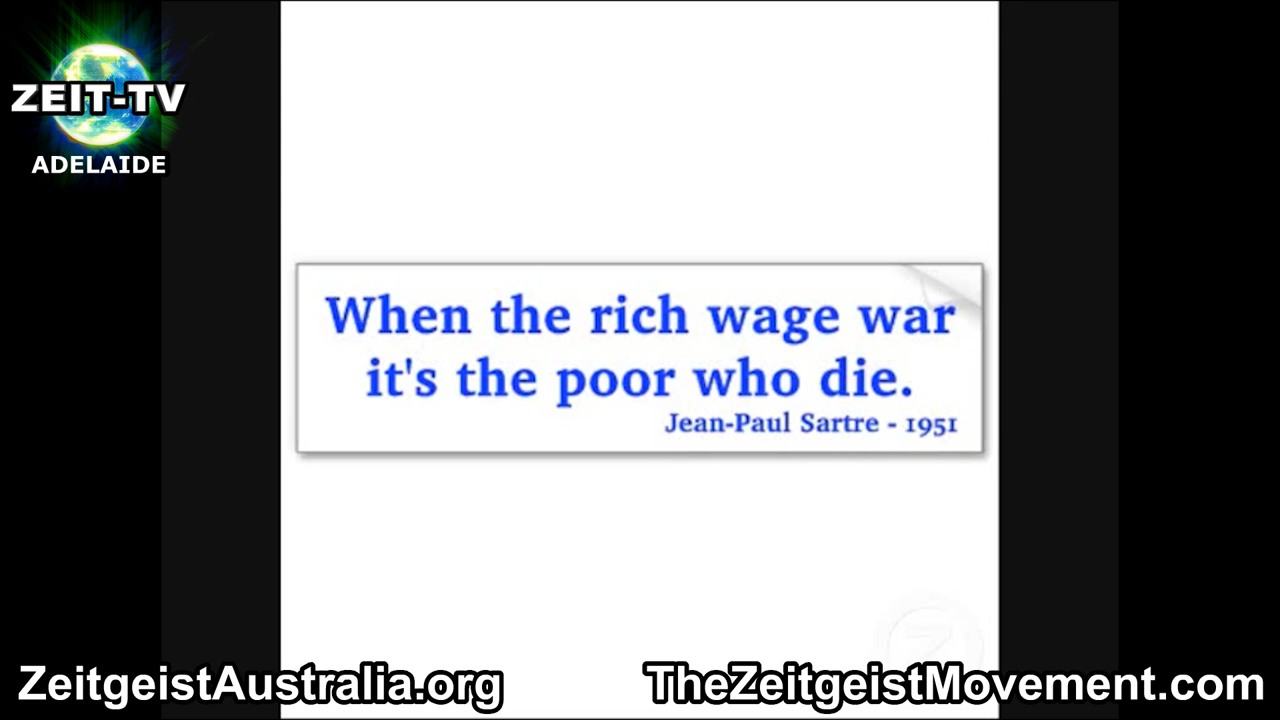 ZEIT-TV
ADELAIDE
When the rich wage war
it's the poor who die.
Jean-Paul Sartre - 1951
ZeitgeistAustralia.org
TheZeitgeistMovement.com